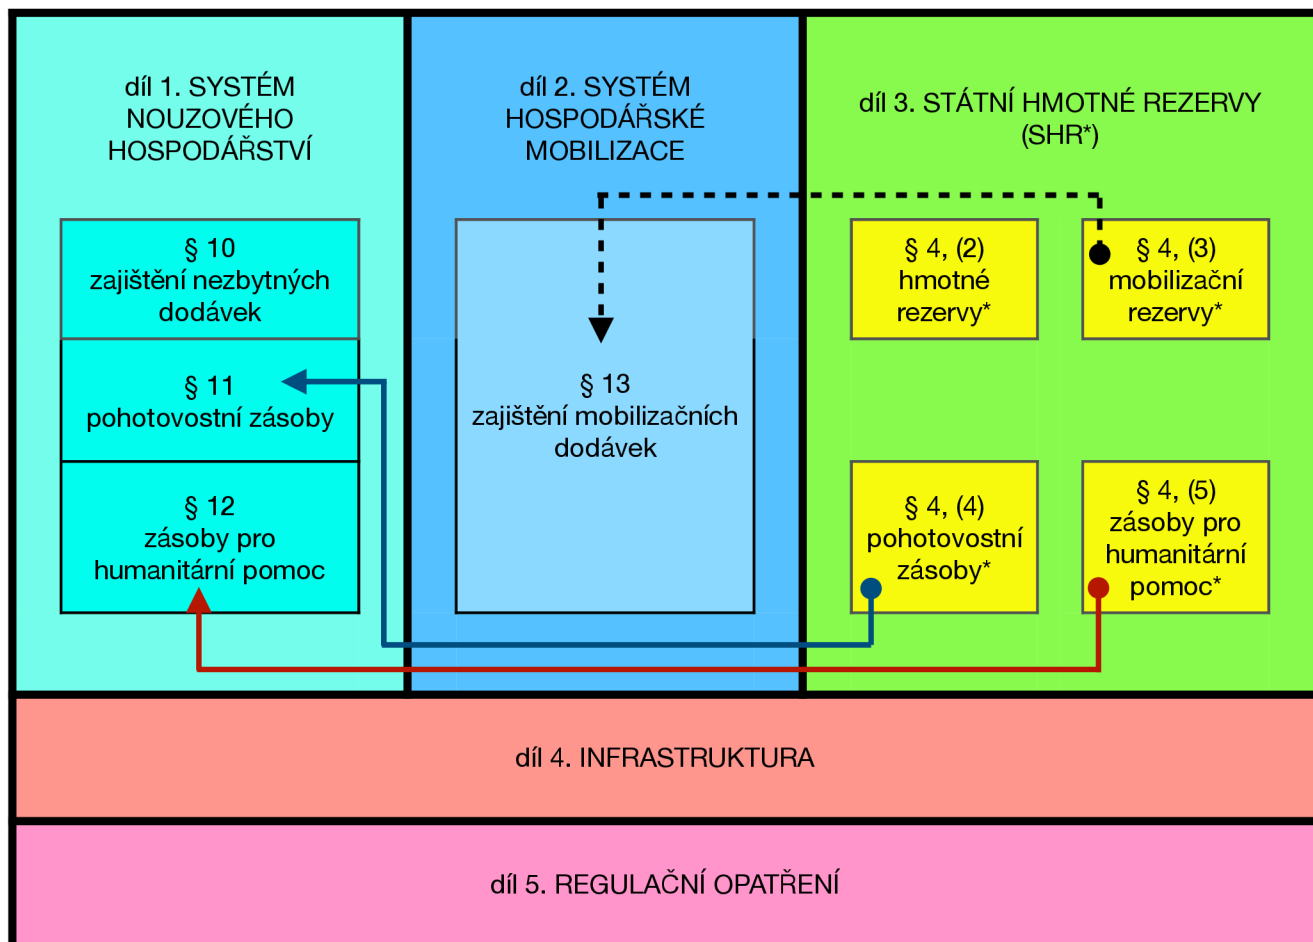 díl 1. SYSTÉM
NOUZOVÉHO
HOSPODÁŘSTVÍ
díl 2. SYSTÉM
HOSPODÁŘSKÉ
MOBILIZACE
díl 3. STÁTNÍ HMOTNÉ REZERVY
(SHR*)
§ 10
zajištění nezbytných
dodávek
§ 11
pohotovostní zásoby
§ 12
zásoby pro
humanitární pomoc
§ 13
zajištění mobilizačních
dodávek
§ 4, (2)
hmotné
rezervy*
§ 4, (3)
mobilizační
rezervy*
§ 4, (4)
pohotovostní
zásoby*
§ 4, (5)
zásoby pro
humanitární
pomoc*
díl 4. INFRASTRUKTURA
díl 5. REGULAČNÍ OPATŘENÍ